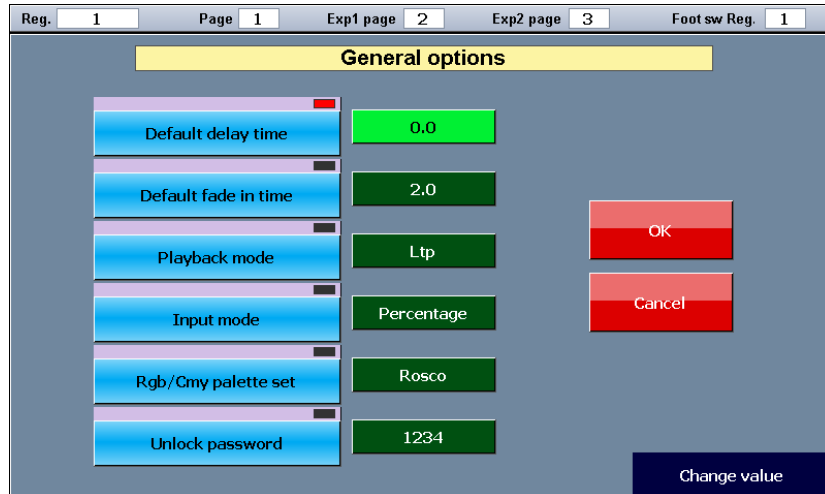 Reg. 1 Page 1 Exp1 page 2 Exp2 page 3 Foot sw Reg. 1
General options
Default delay time 0.0
Default fade in time 2.0
Playback mode Ltp
OK
Input mode Percentage
Cancel
Rgb/Cmy palette set Rosco
Unlock password 1234
Change value